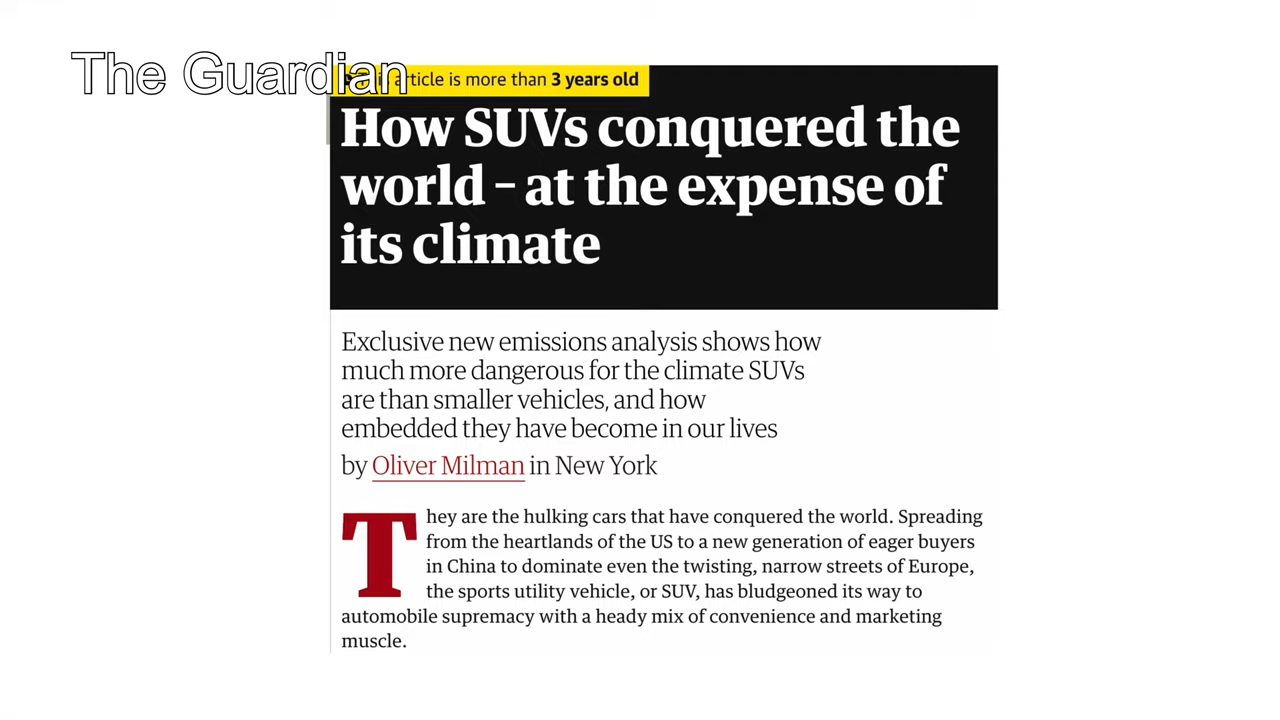 The Guardian
article is more than 3 years old
How SUVs conquered the
world – at the expense of
its climate
Exclusive new emissions analysis shows how
much more dangerous for the climate SUVs
are than smaller vehicles, and how
embedded they have become in our lives
by Oliver Milman in New York
They are the hulking cars that have conquered the world. Spreading
from the heartlands of the US to a new generation of eager buyers
in China to dominate even the twisting, narrow streets of Europe,
the sports utility vehicle, or SUV, has bludgeoned its way to
automobile supremacy with a heady mix of convenience and marketing
muscle.